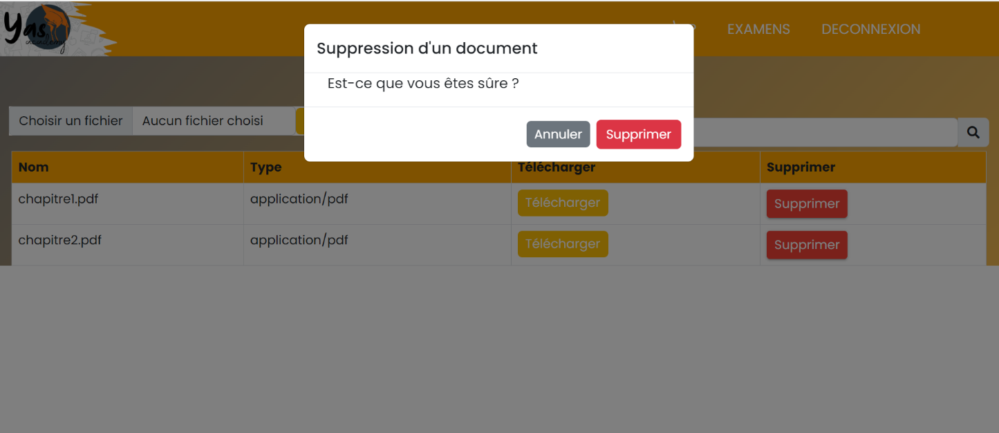 Yas
academy
EXAMENS DECONNEXION
Suppression d'un document
Est-ce que vous êtes sûre ?
Annuler Supprimer
Choisir un fichier Aucun fichier choisi
Nom Type Télécharger Supprimer
chapitre1.pdf application/pdf Télécharger Supprimer
chapitre2.pdf application/pdf Télécharger Supprimer